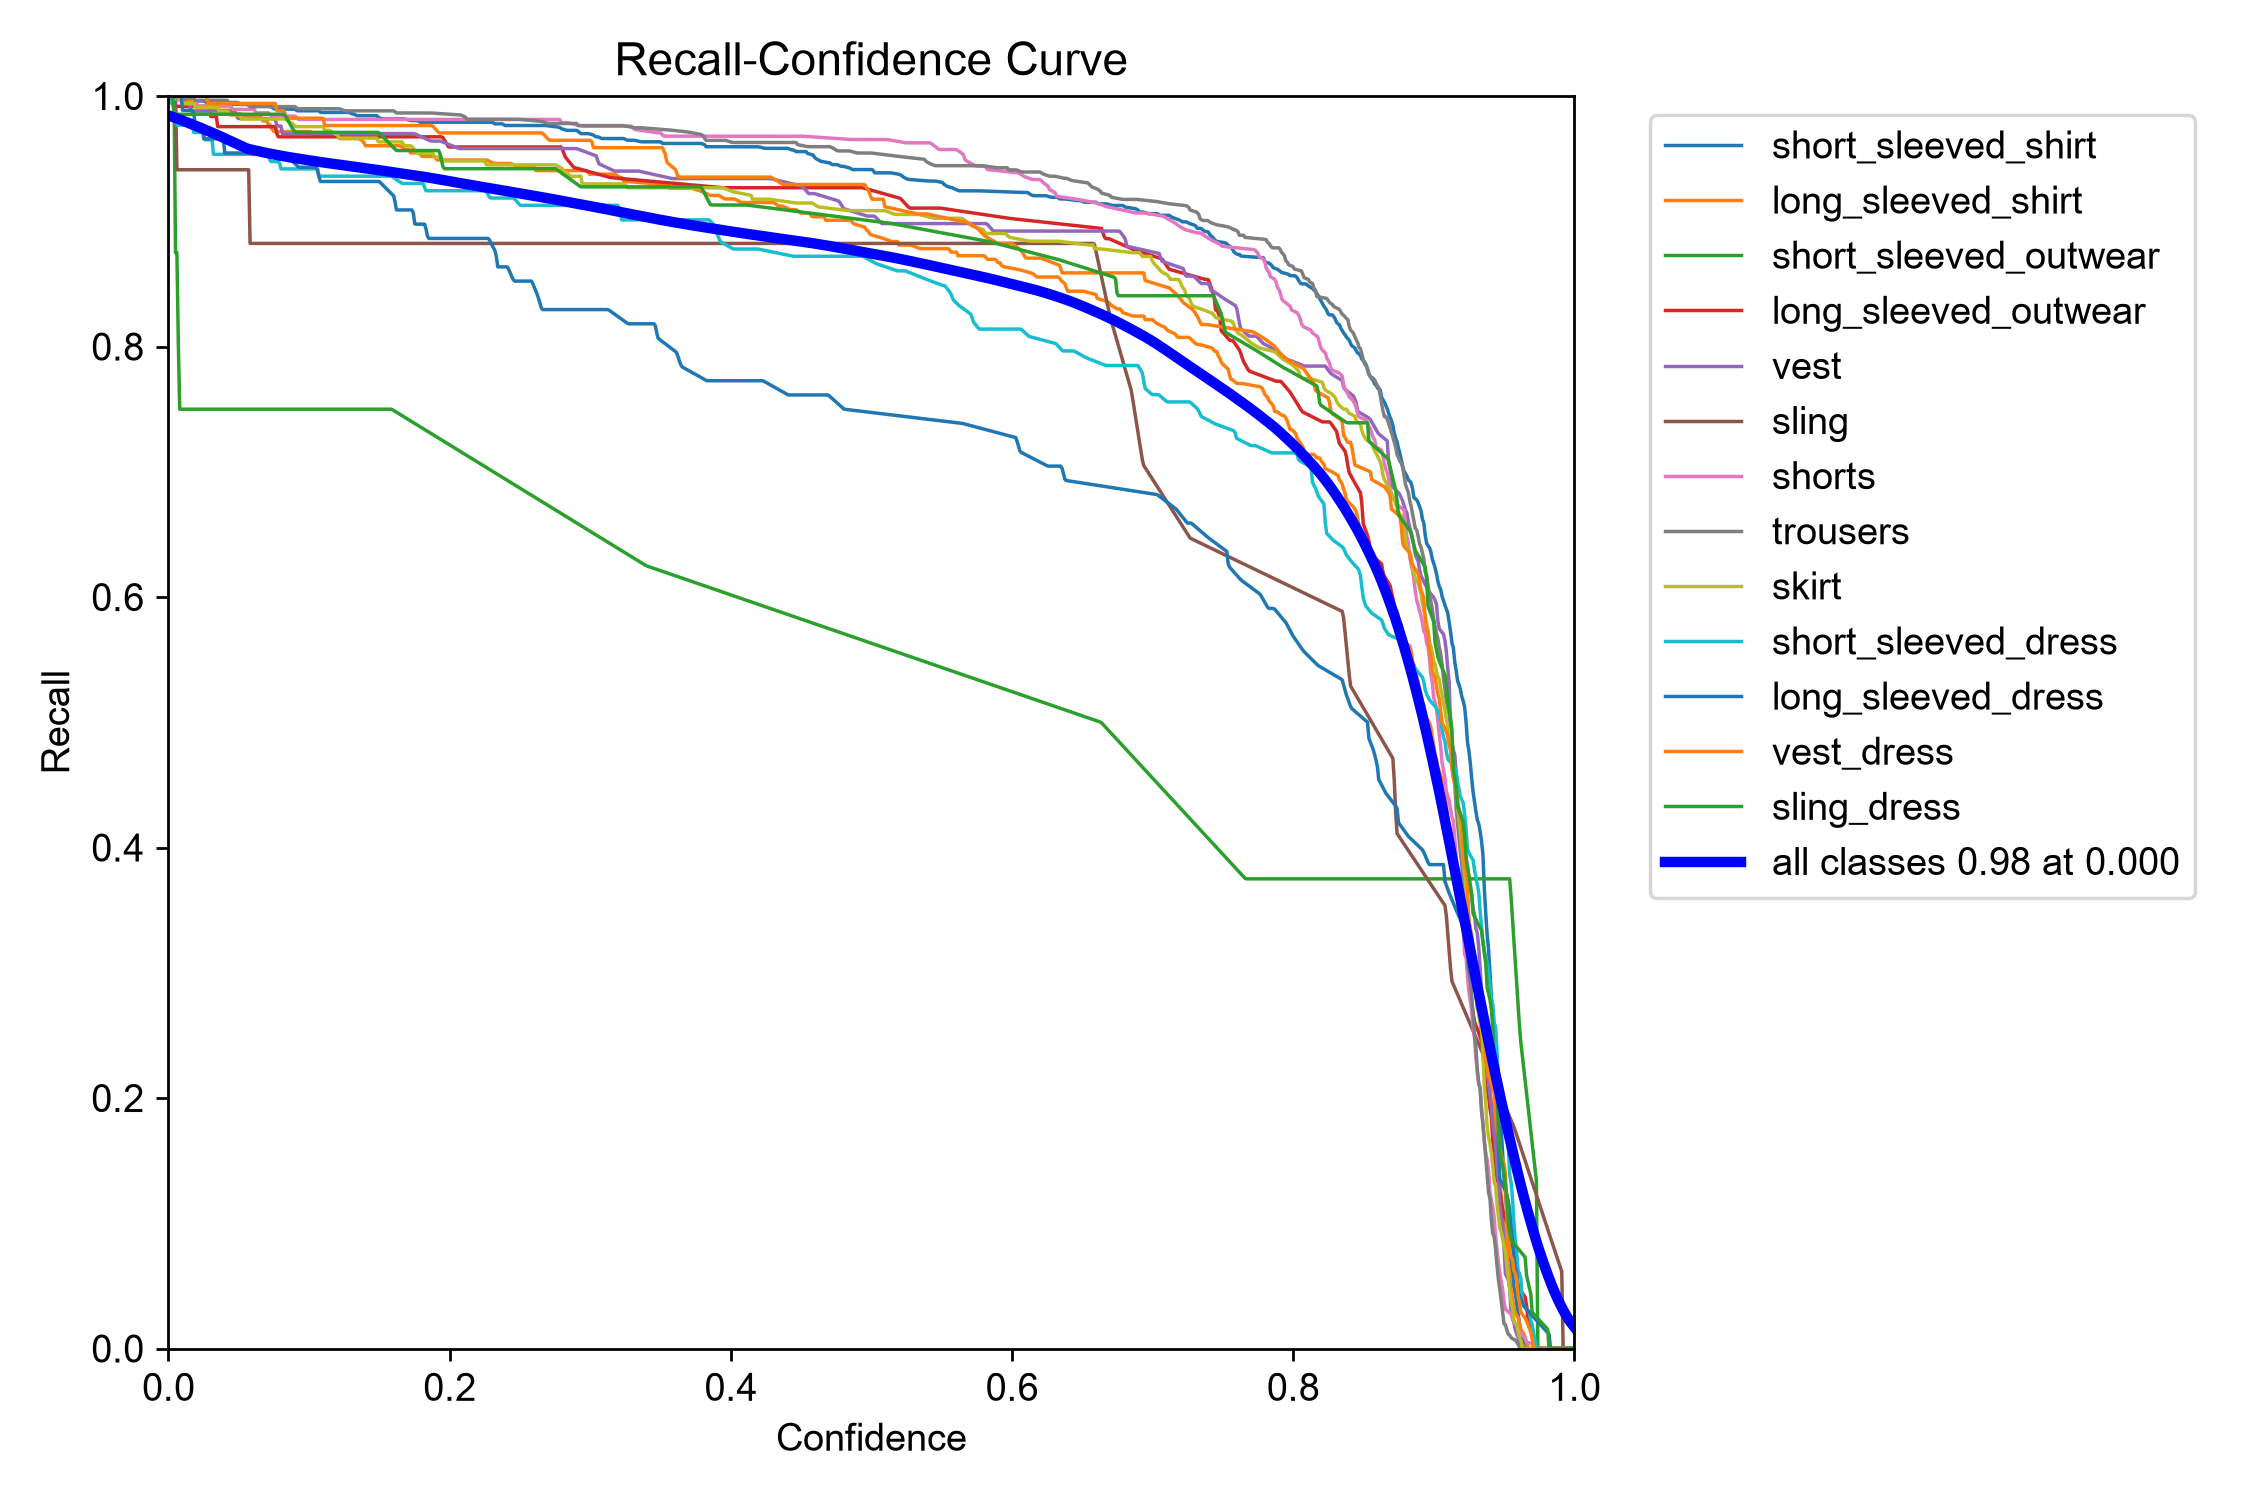 Recall-Confidence Curve
1.0
0.8
0.6
0.4
0.2
0.0
Recall
0.0 0.2 0.4 0.6 0.8 1.0
Confidence
short_sleeved_shirt
long_sleeved_shirt
short_sleeved_outwear
long_sleeved_outwear
vest
sling
shorts
trousers
skirt
short_sleeved_dress
long_sleeved_dress
vest_dress
sling_dress
all classes 0.98 at 0.000